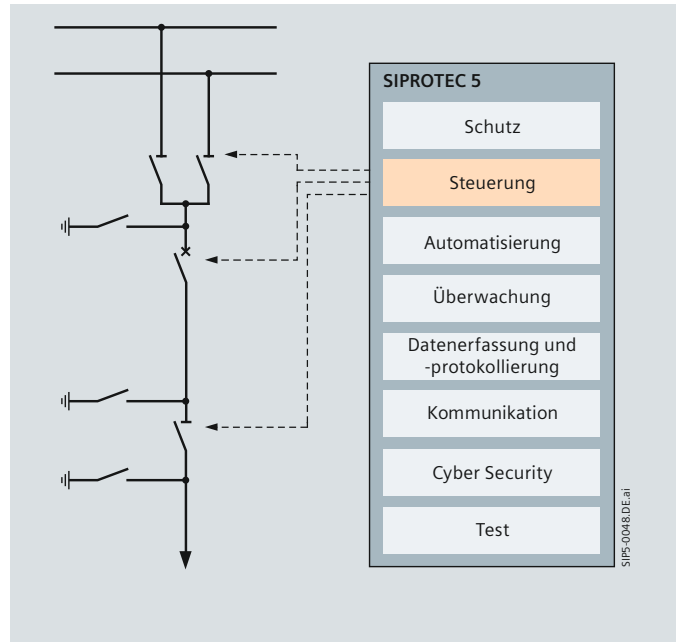 SIPROTEC 5
Schutz
Steuerung
Automatisierung
Überwachung
Datenerfassung und
-protokollierung
Kommunikation
Cyber Security
Test
SIP5-0048.DE.ai